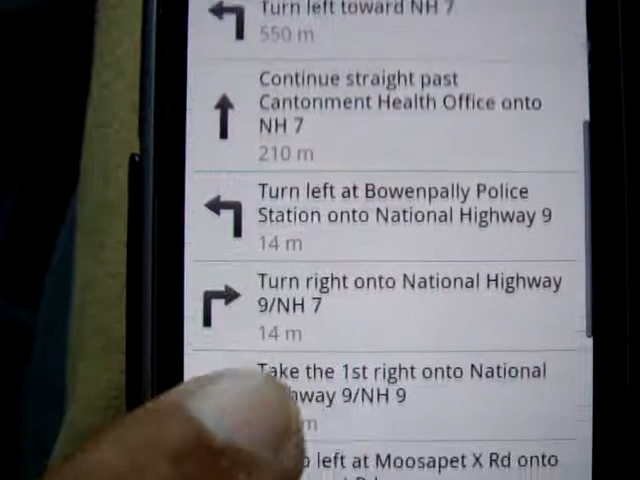 Turn left toward NH 7
550 m
Continue straight past
Cantonment Health Office onto
NH 7
210 m
Turn left at Bowenpally Police
Station onto National Highway 9
14 m
Turn right onto National Highway
9/NH 7
14 m
Take the 1st right onto National
hway 9/NH 9
m
left at Moosapet X Rd onto